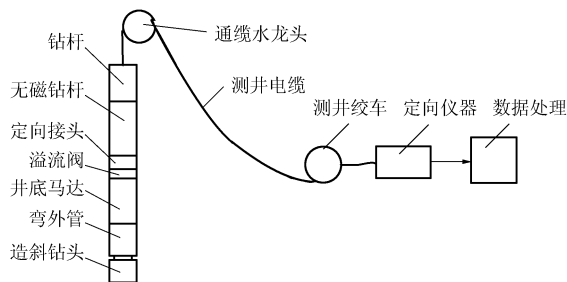 通缆水龙头
钻杆
测井电缆
无磁钻杆
测井绞车
定向仪器
数据处理
定向接头
溢流阀
井底马达
弯外管
造斜钻头